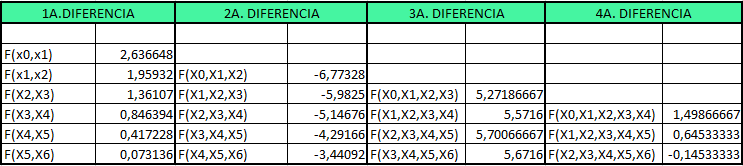 1A.DIFERENCIA 2A. DIFERENCIA 3A. DIFERENCIA 4A. DIFERENCIA
F(x0,x1) 2,636648
F(x1,x2) 1,95932 F(X0,X1,X2) -6,77328
F(X2,X3) 1,36107 F(X1,X2,X3) -5,9825 F(X0,X1,X2,X3) 5,27186667
F(X3,X4) 0,846394 F(X2,X3,X4) -5,14676 F(X1,X2,X3,X4) 5,5716 F(X0,X1,X2,X3,X4) 1,49866667
F(X4,X5) 0,417228 F(X3,X4,X5) -4,29166 F(X2,X3,X4,X5) 5,70066667 F(X1,X2,X3,X4,X5) 0,64533333
F(X5,X6) 0,073136 F(X4,X5,X6) -3,44092 F(X3,X4,X5,X6) 5,6716 F(X2,X3,X4,X5,X6) -0,14533333